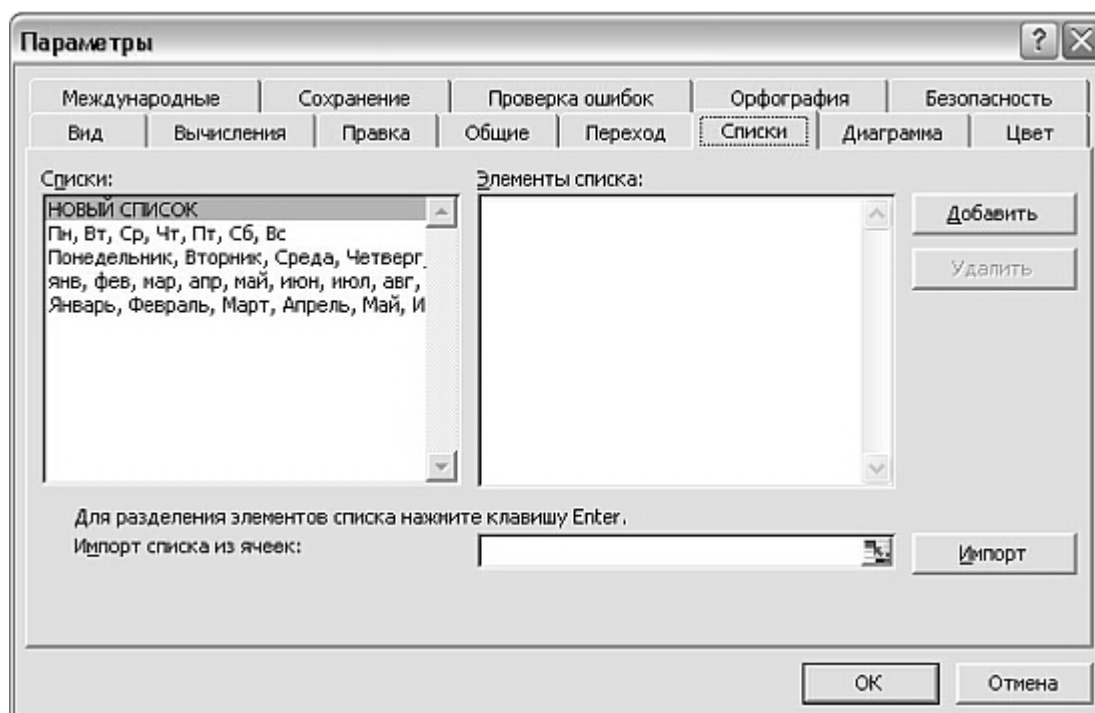 Параметры
Международные Сохранение Проверка ошибок Орфография Безопасность
Вид Вычисления Правка Общие Переход Списки Диаграмма Цвет
Списки:
НОВЫЙ СПИСОК
Пн, Вт, Ср, Чт, Пт, Сб, Вс
Понедельник, Вторник, Среда, Четверг,
янв, фев, мар, апр, май, июн, июл, авг,
Январь, Февраль, Март, Апрель, Май, И
Элементы списка:
Добавить
Удалить
Для разделения элементов списка нажмите клавишу Enter.
Импорт списка из ячеек:
Импорт
ОК
Отмена